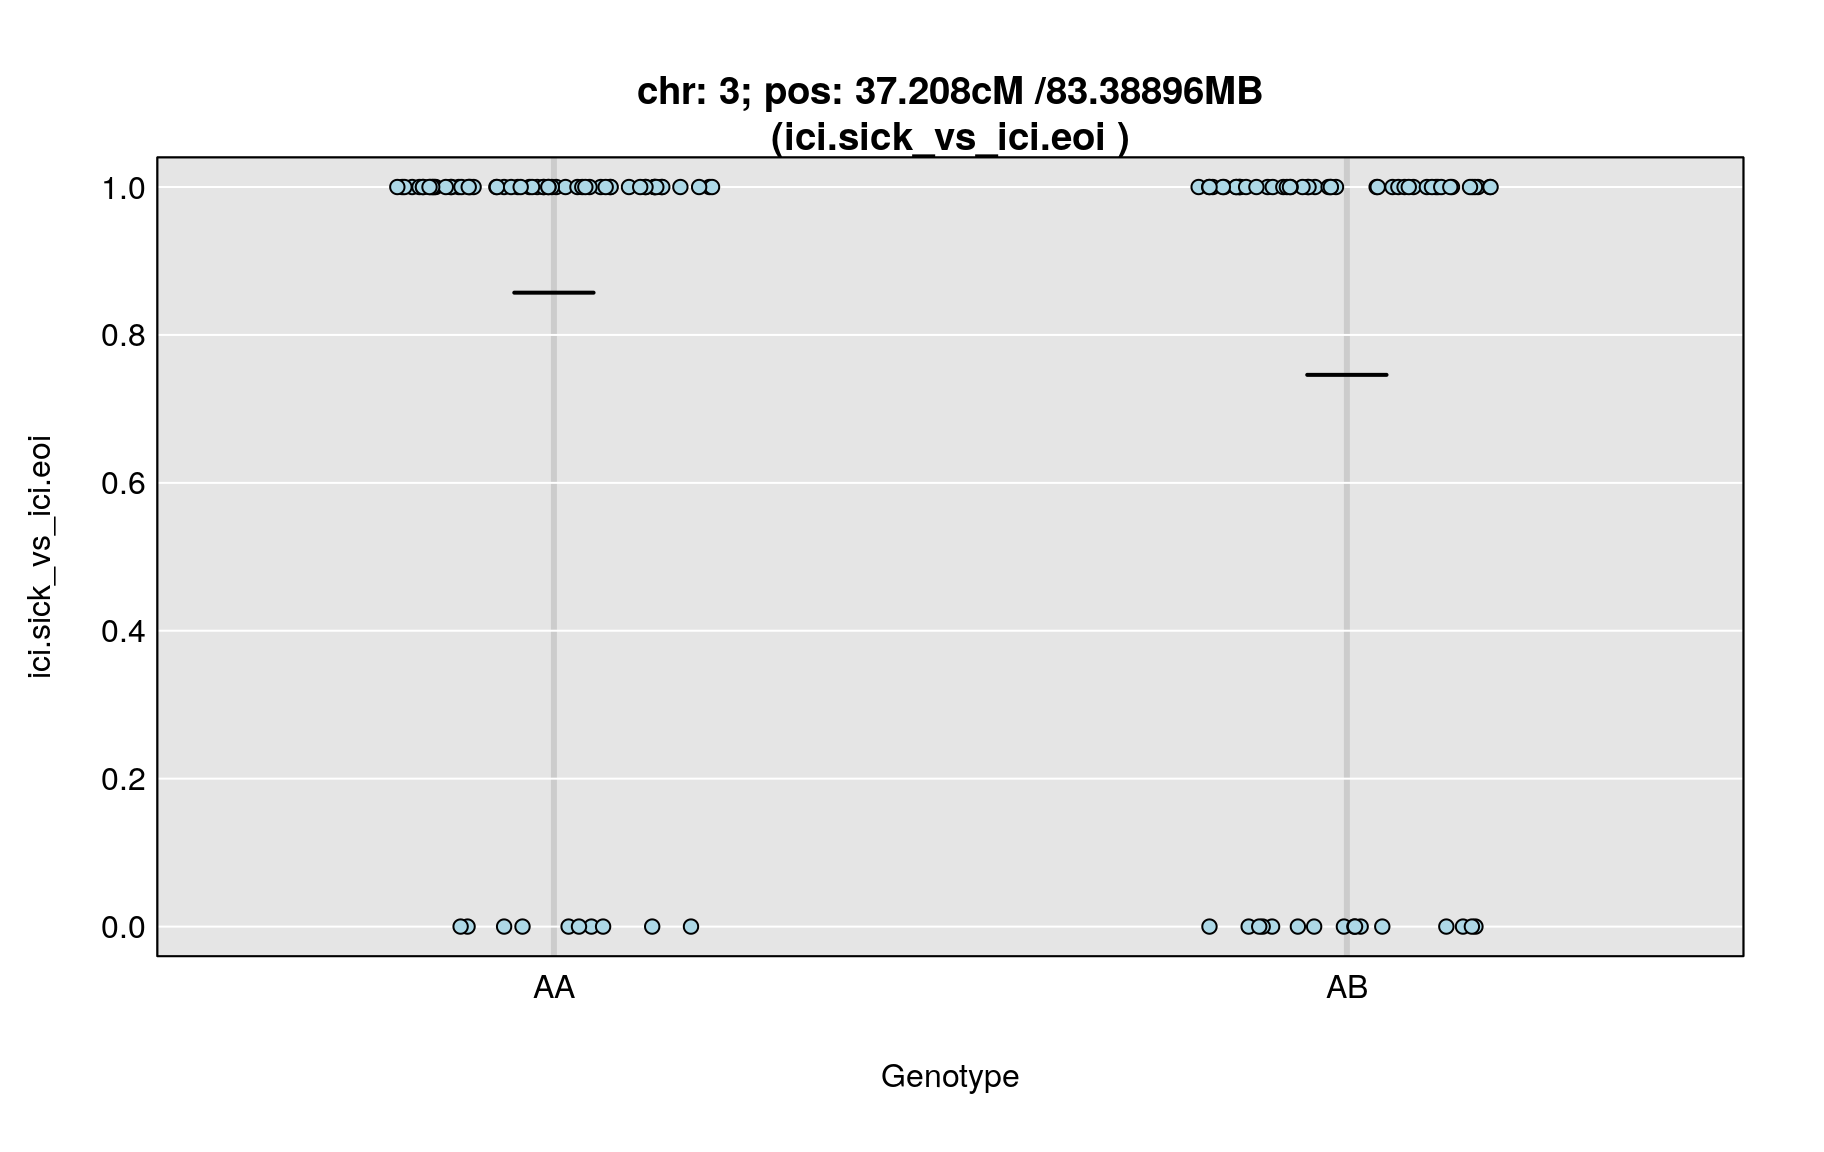 chr: 3; pos: 37.208cM /83.38896MB
(ici.sick_vs_ici.eoi )
ici.sick_vs_ici.eoi
1.0
0.8
0.6
0.4
0.2
0.0
AA
AB
Genotype